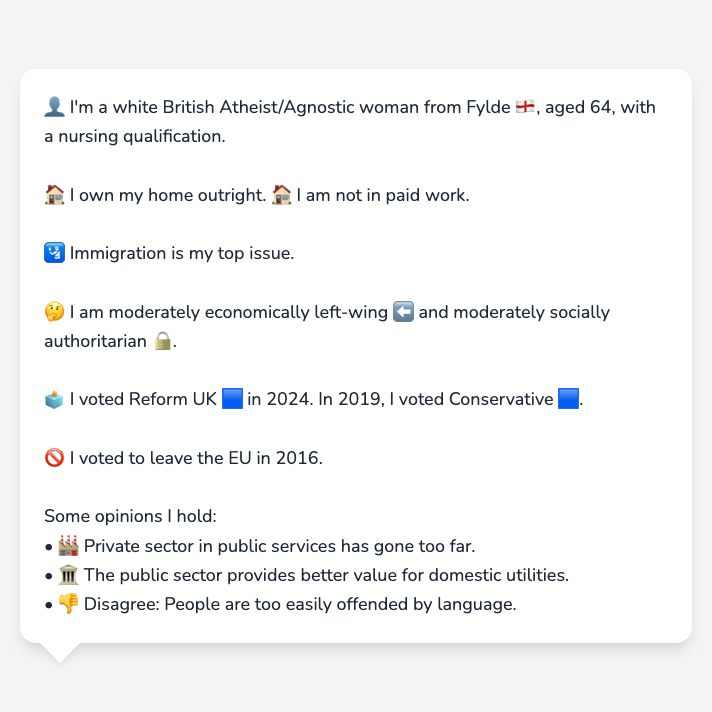 👤 I'm a white British Atheist/Agnostic woman from Fylde 🏴󠁧󠁢󠁥󠁮󠁧󠁿, aged 64, with
a nursing qualification.
🏠 I own my home outright. 🏠 I am not in paid work.
🛂 Immigration is my top issue.
🤔 I am moderately economically left-wing ⬅️ and moderately socially
authoritarian 🔒.
🗳️ I voted Reform UK 🟦 in 2024. In 2019, I voted Conservative 🟦.
🚫 I voted to leave the EU in 2016.
Some opinions I hold:
• 🏭 Private sector in public services has gone too far.
• 🏛️ The public sector provides better value for domestic utilities.
• 👎 Disagree: People are too easily offended by language.